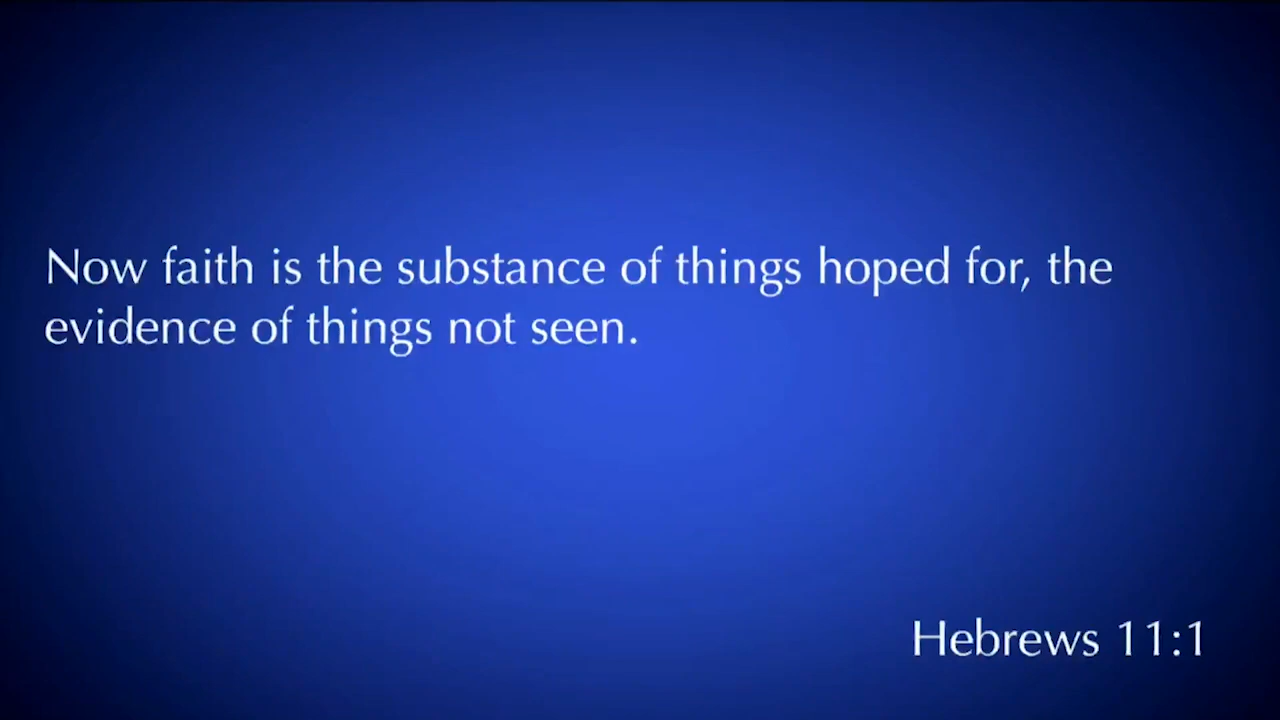 Now faith is the substance of things hoped for, the
evidence of things not seen.
Hebrews 11:1